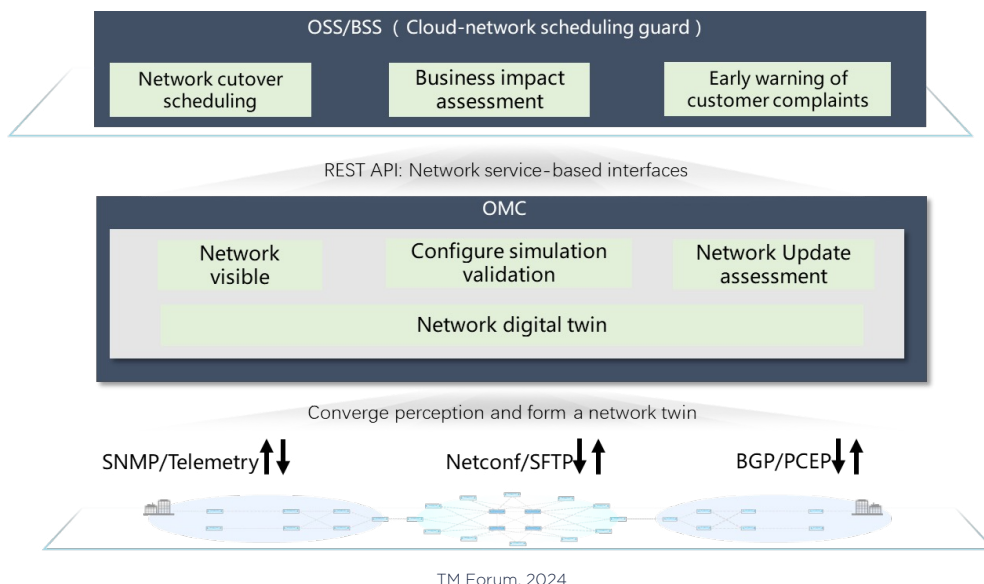 OSS/BSS ( Cloud-network scheduling guard )
Network cutover
scheduling
Business impact
assessment
Early warning of
customer complaints
REST API: Network service-based interfaces
OMC
Network
visible
Configure simulation
validation
Network Update
assessment
Network digital twin
Converge perception and form a network twin
SNMP/Telemetry
Netconf/SFTP
BGP/PCEP
TM Forum, 2024